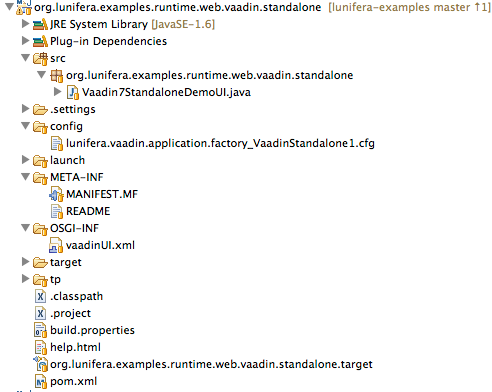 org.lunifera.examples.runtime.web.vaadin.standalone [lunifera-examples master ↑1]
JRE System Library [JavaSE-1.6]
Plug-in Dependencies
src
org.lunifera.examples.runtime.web.vaadin.standalone
Vaadin7StandaloneDemoUI.java
.settings
config
lunifera.vaadin.application.factory_VaadinStandalone1.cfg
launch
META-INF
MANIFEST.MF
README
OSGI-INF
vaadinUI.xml
target
tp
.classpath
.project
build.properties
help.html
org.lunifera.examples.runtime.web.vaadin.standalone.target
pom.xml